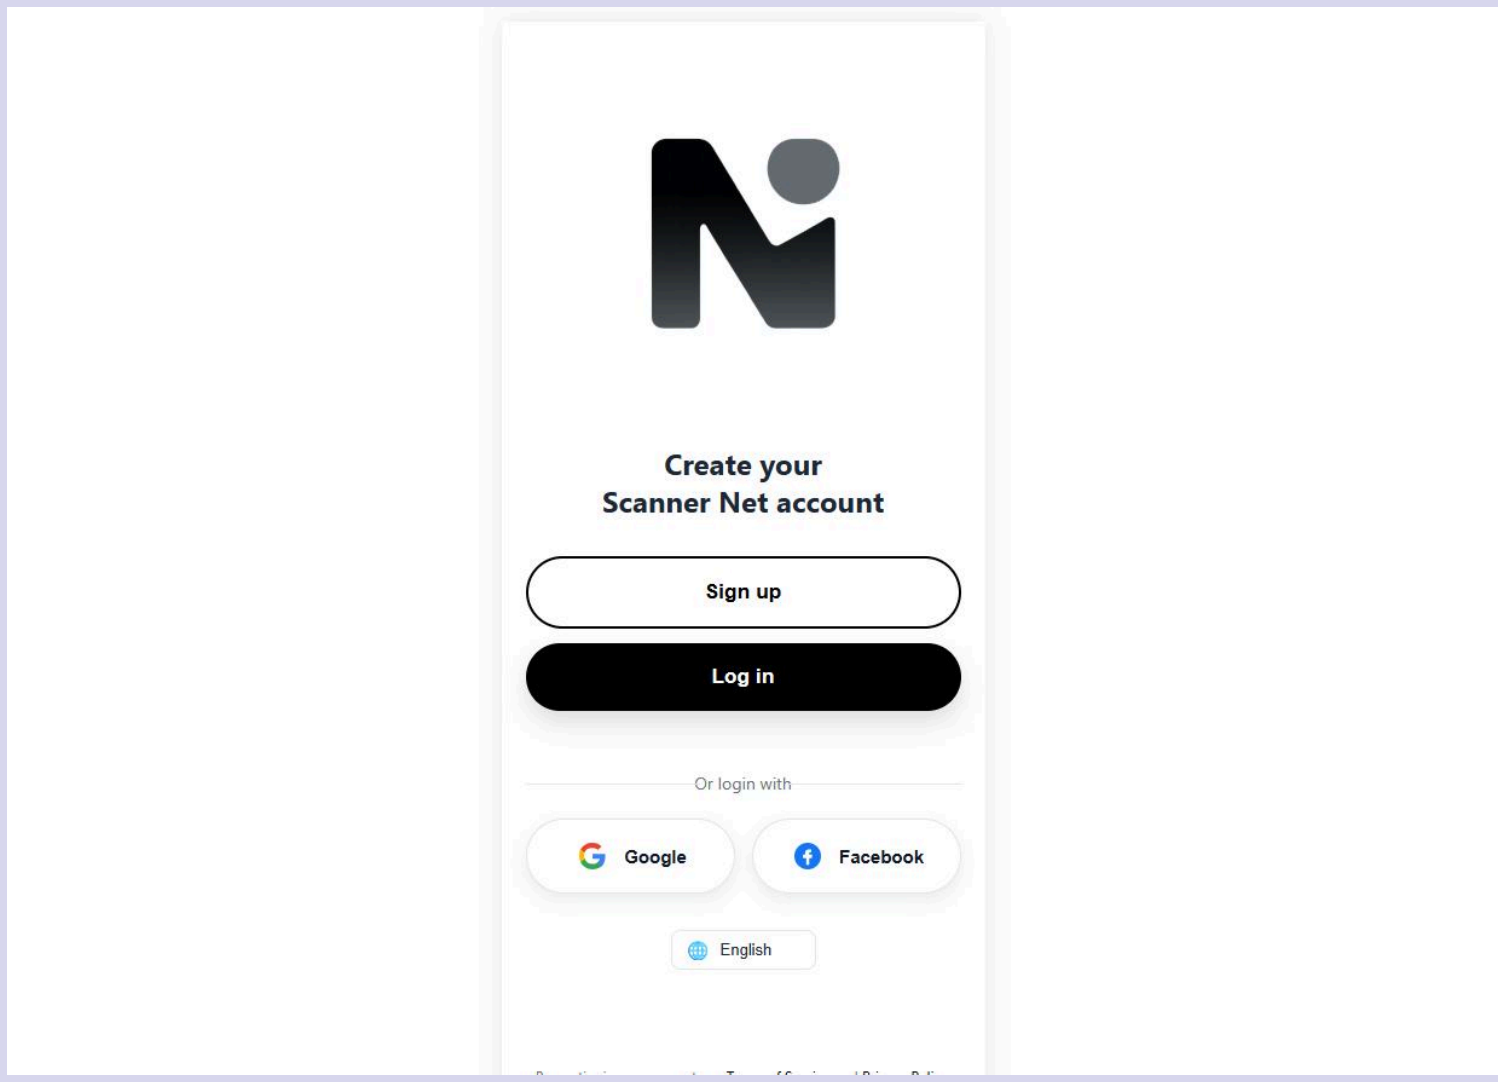 Create your
Scanner Net account
Sign up
Log in
Or login with
Google
Facebook
English